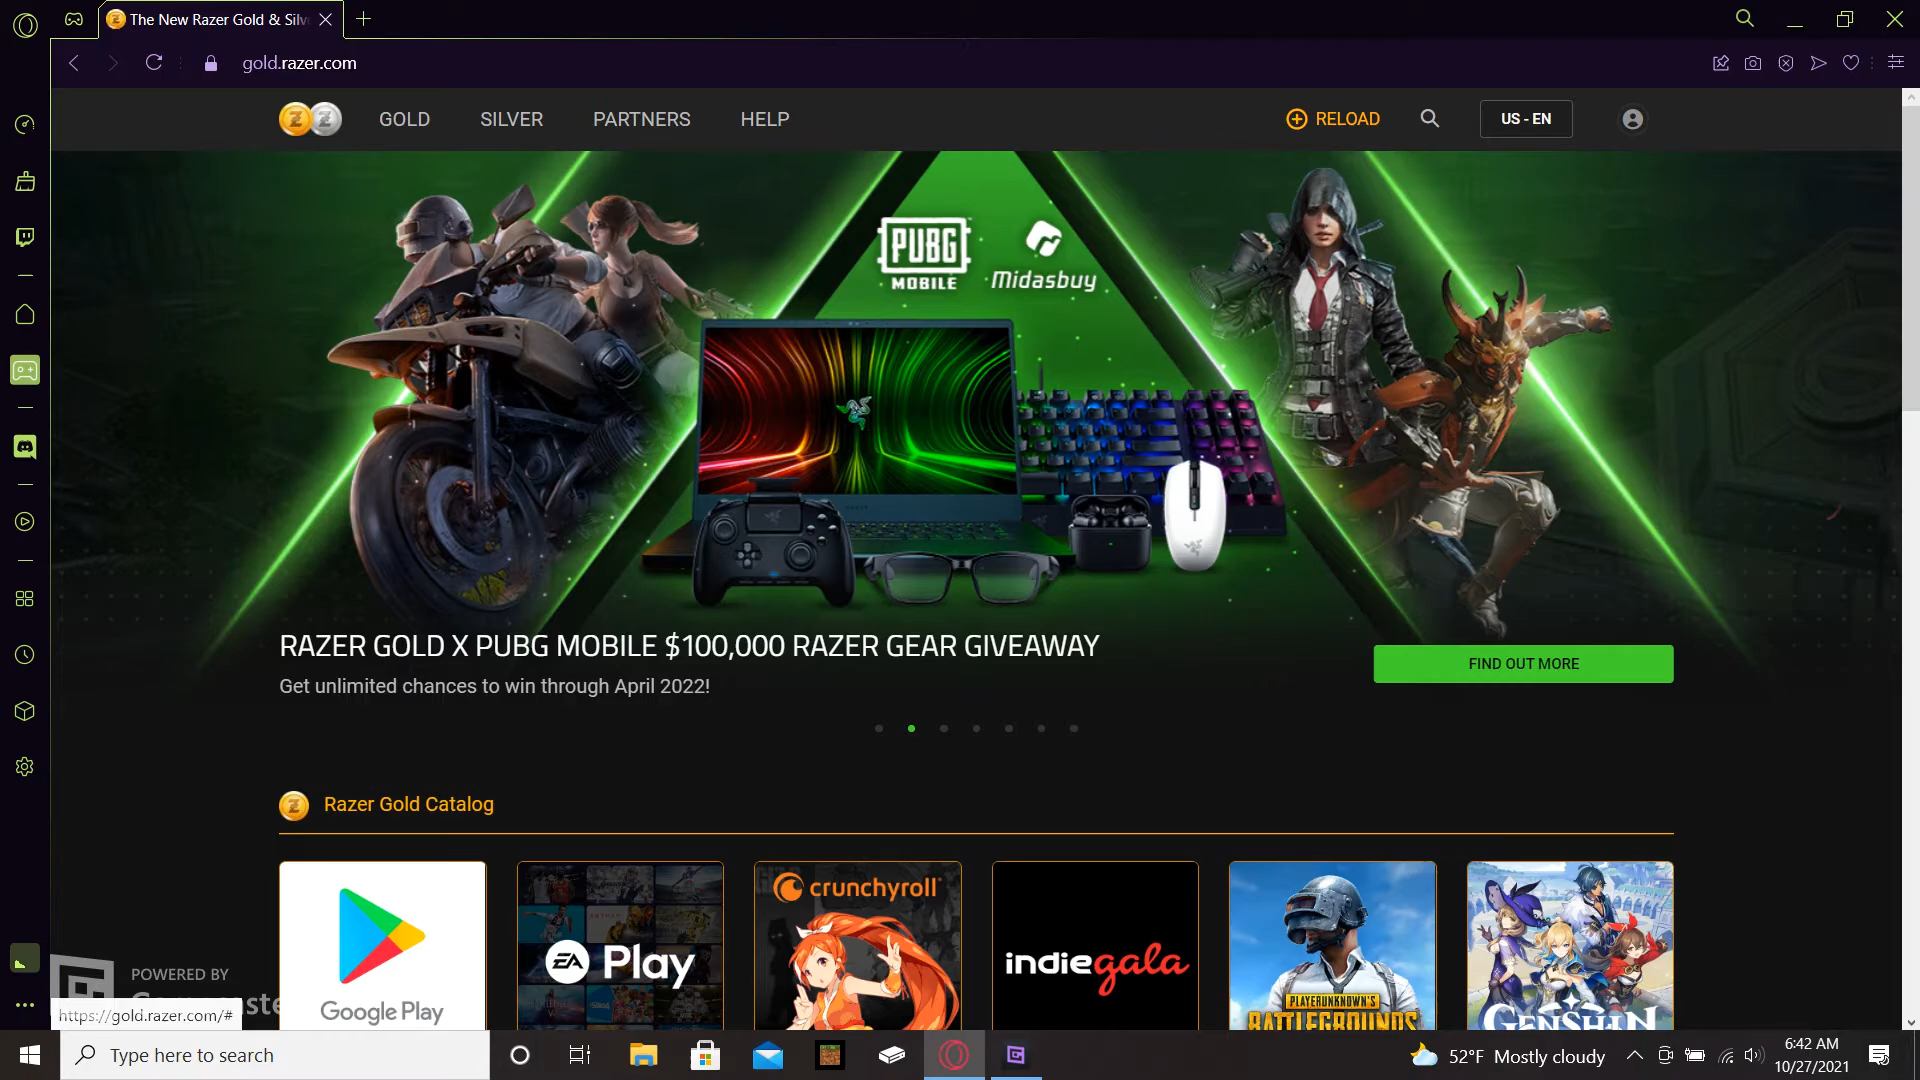 The New Razer Gold & Silv
gold.razer.com
GOLD
SILVER
PARTNERS
HELP
RELOAD
US - EN
PUBG
MOBILE
Midasbuy
RAZER GOLD X PUBG MOBILE $100,000 RAZER GEAR GIVEAWAY
Get unlimited chances to win through April 2022!
FIND OUT MORE
Razer Gold Catalog
Google Play
EA Play
crunchyroll
indiegala
PLAYERUNKNOWN'S
BATTLEGROUNDS
GENSHIN
POWERED BY
https://gold.razer.com/#
Type here to search
52°F Mostly cloudy
6:42 AM
10/27/2021